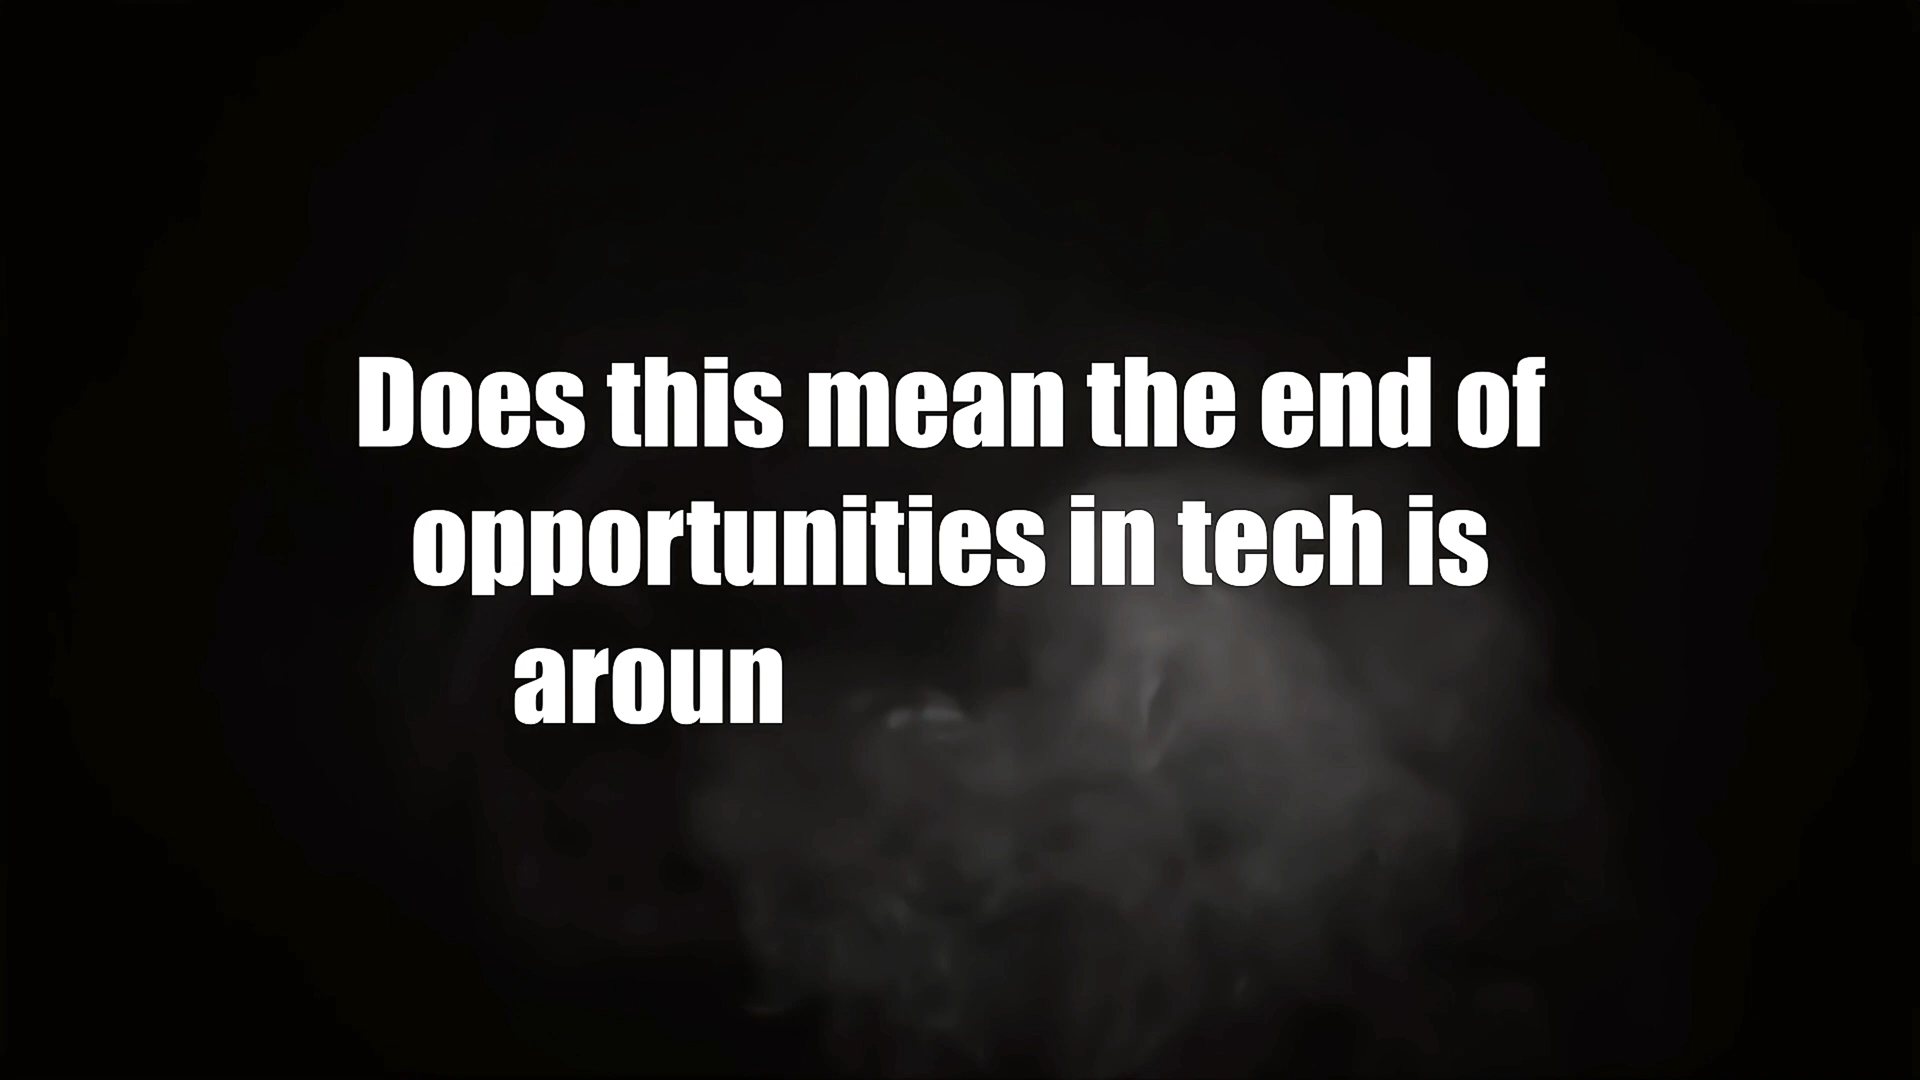 Does this mean the end of
opportunities in tech is
aroun